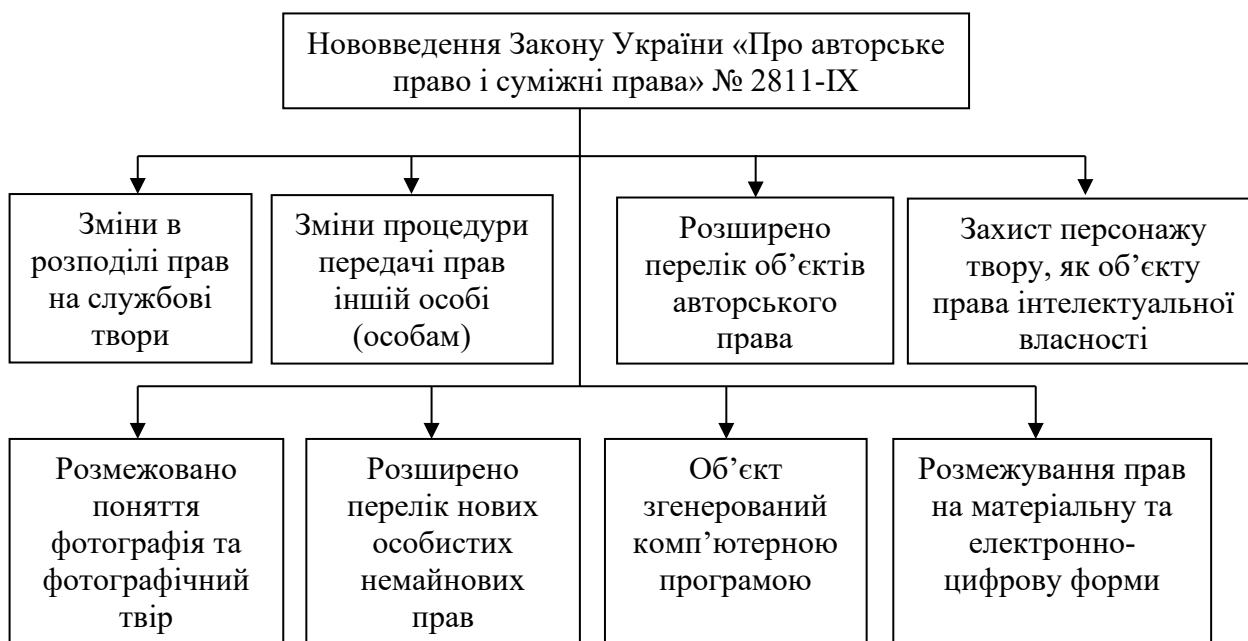 Нововведення Закону України «Про авторське
право і суміжні права» № 2811-IX
Зміни в
розподілі прав
на службові
твори
Зміни процедури
передачі прав
іншій особі
(особам)
Розширено
перелік об’єктів
авторського
права
Захист персонажу
твору, як об’єкту
права інтелектуальної
власності
Розмежовано
поняття
фотографія та
фотографічний
твір
Розширено
перелік нових
особистих
немайнових
прав
Об’єкт
згенерований
комп’ютерною
програмою
Розмежування прав
на матеріальну та
електронно-
цифрову форми